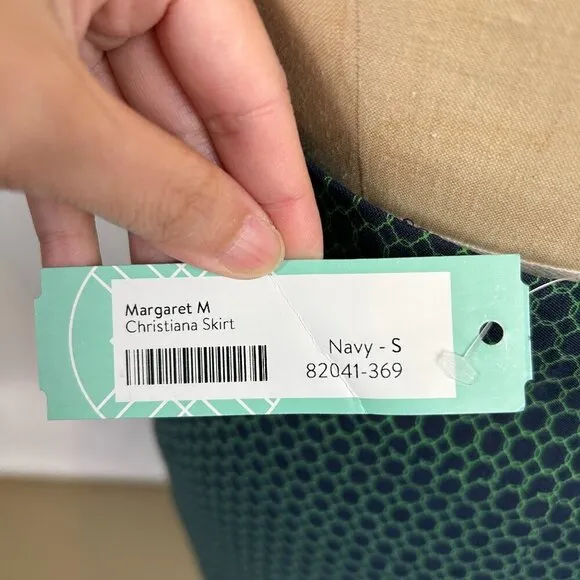 Margaret M
Christiana Skirt
Navy - S
82041-369